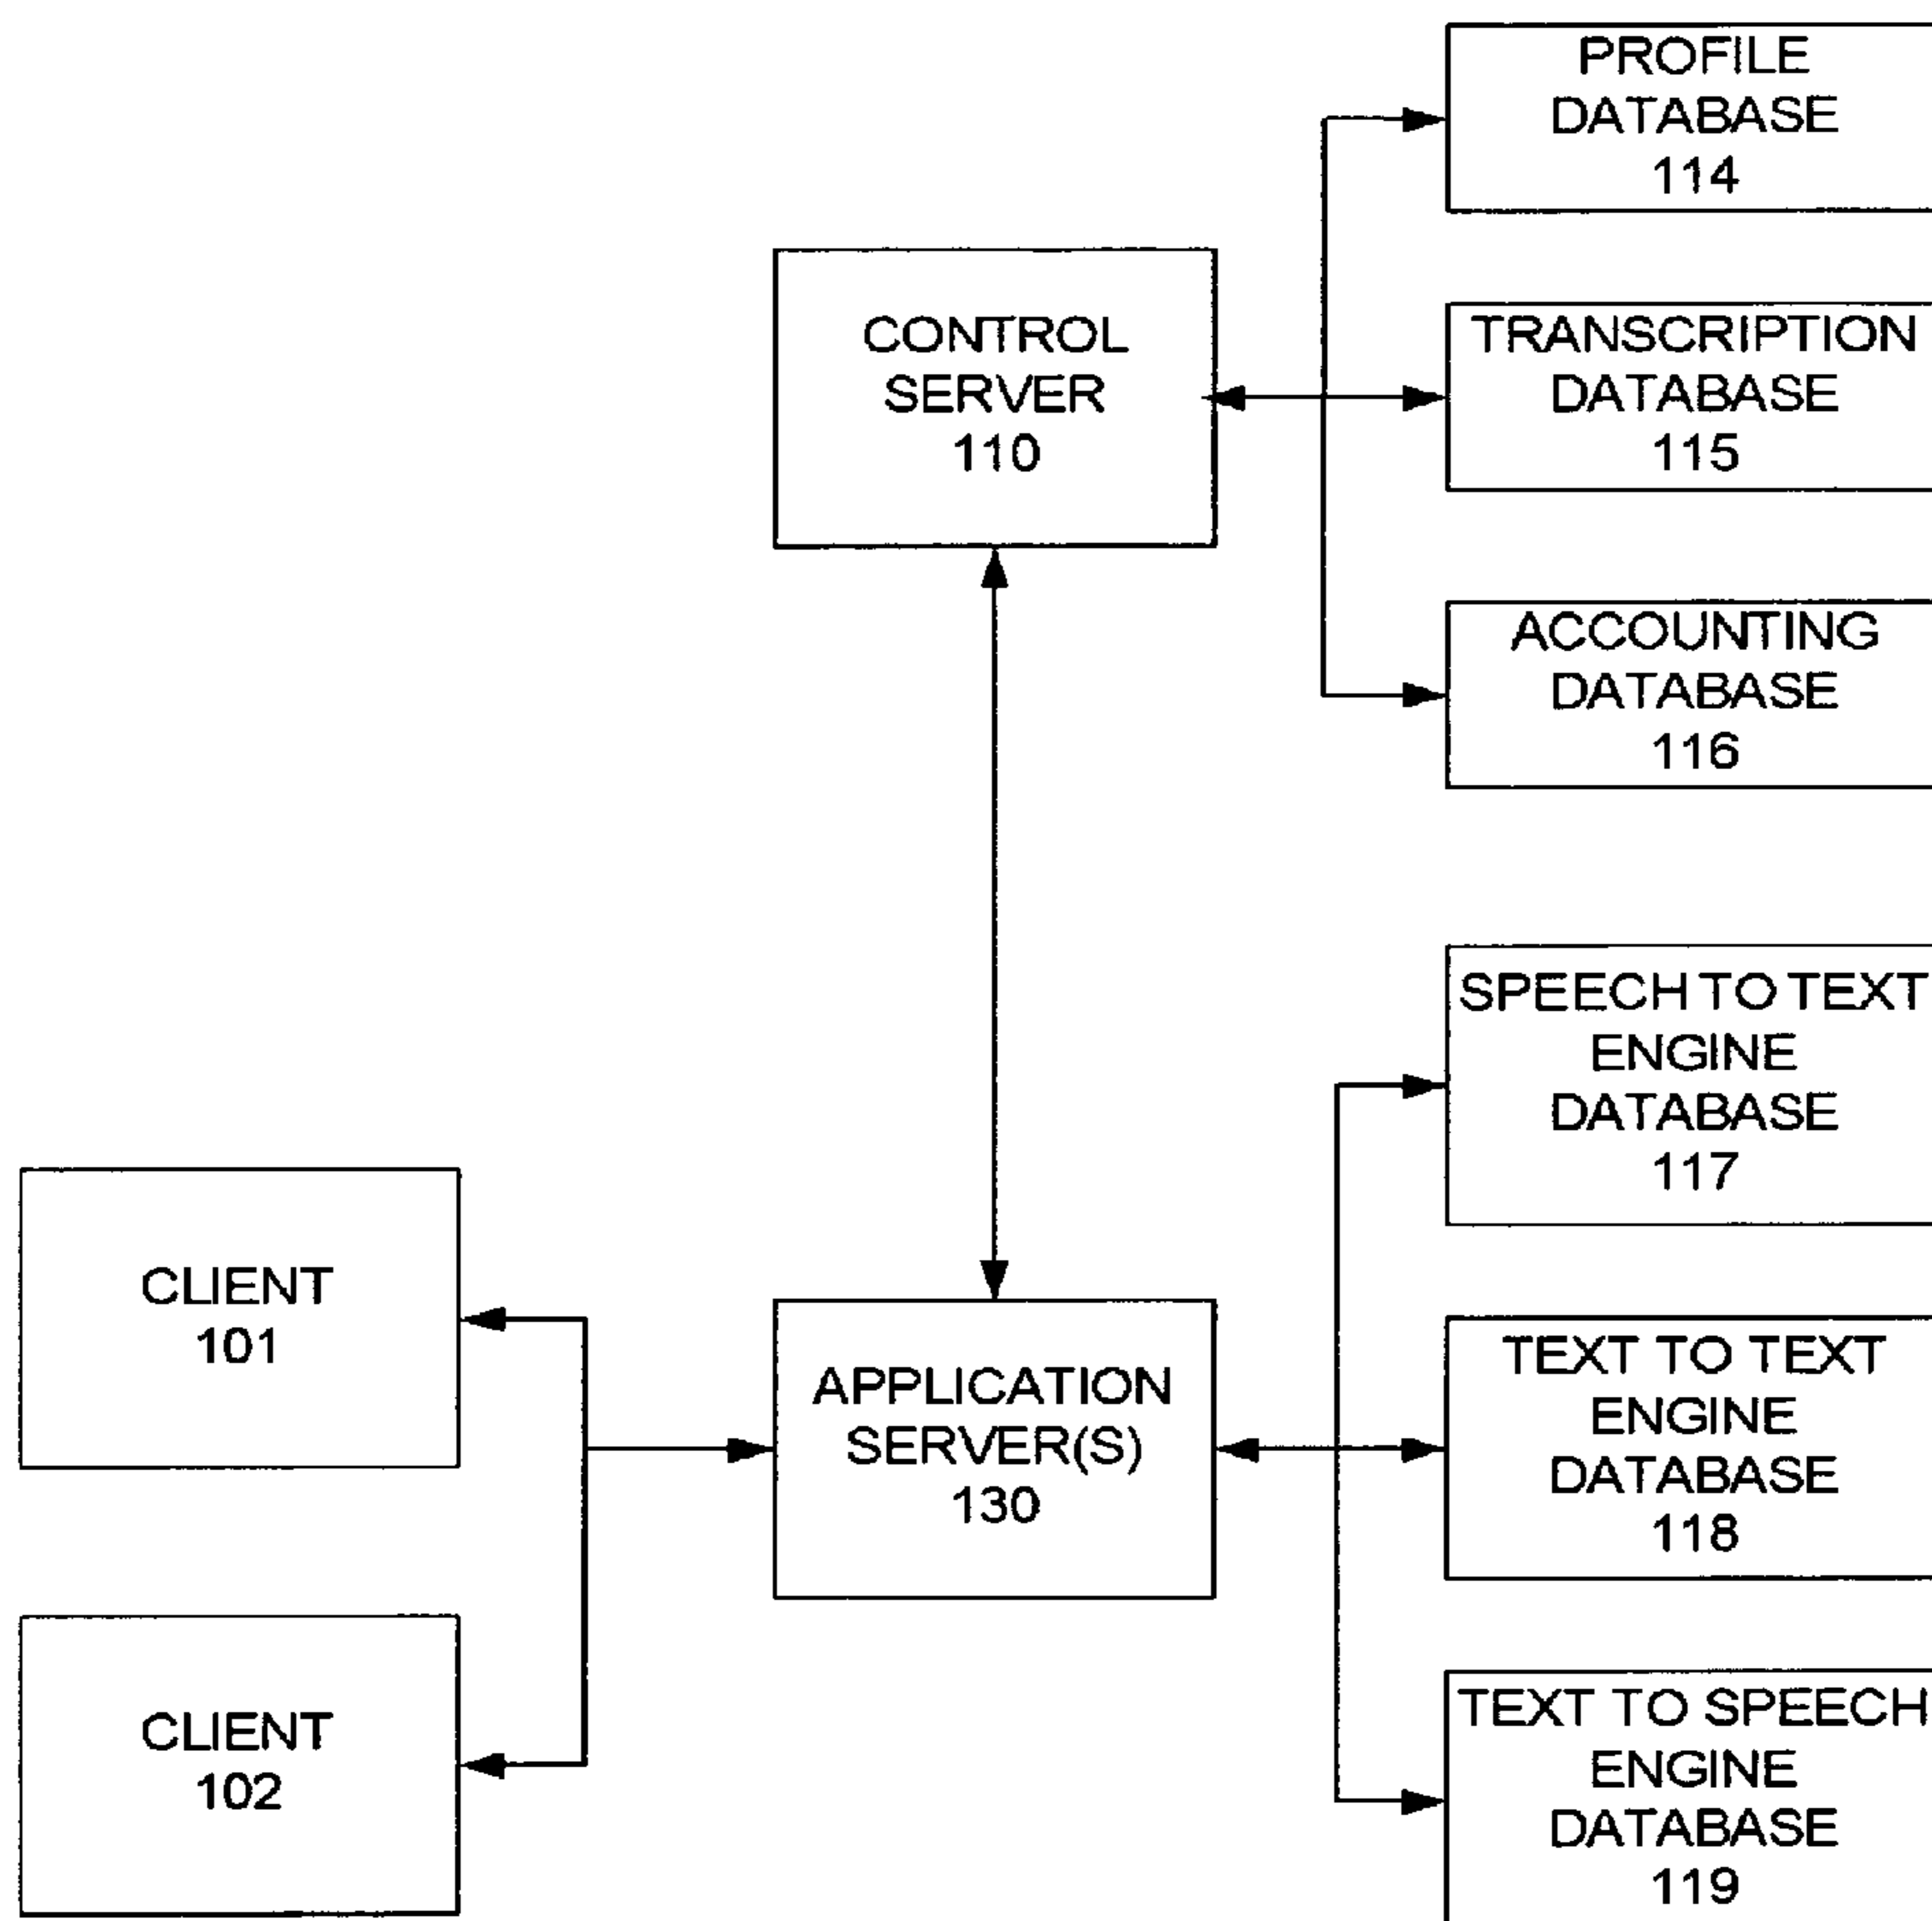 PROFILE
DATABASE
114
CONTROL
SERVER
110
TRANSCRIPTION
DATABASE
115
ACCOUNTING
DATABASE
116
SPEECH TO TEXT
ENGINE
DATABASE
117
CLIENT
101
APPLICATION
SERVER(S)
130
TEXT TO TEXT
ENGINE
DATABASE
118
CLIENT
102
TEXT TO SPEECH
ENGINE
DATABASE
119